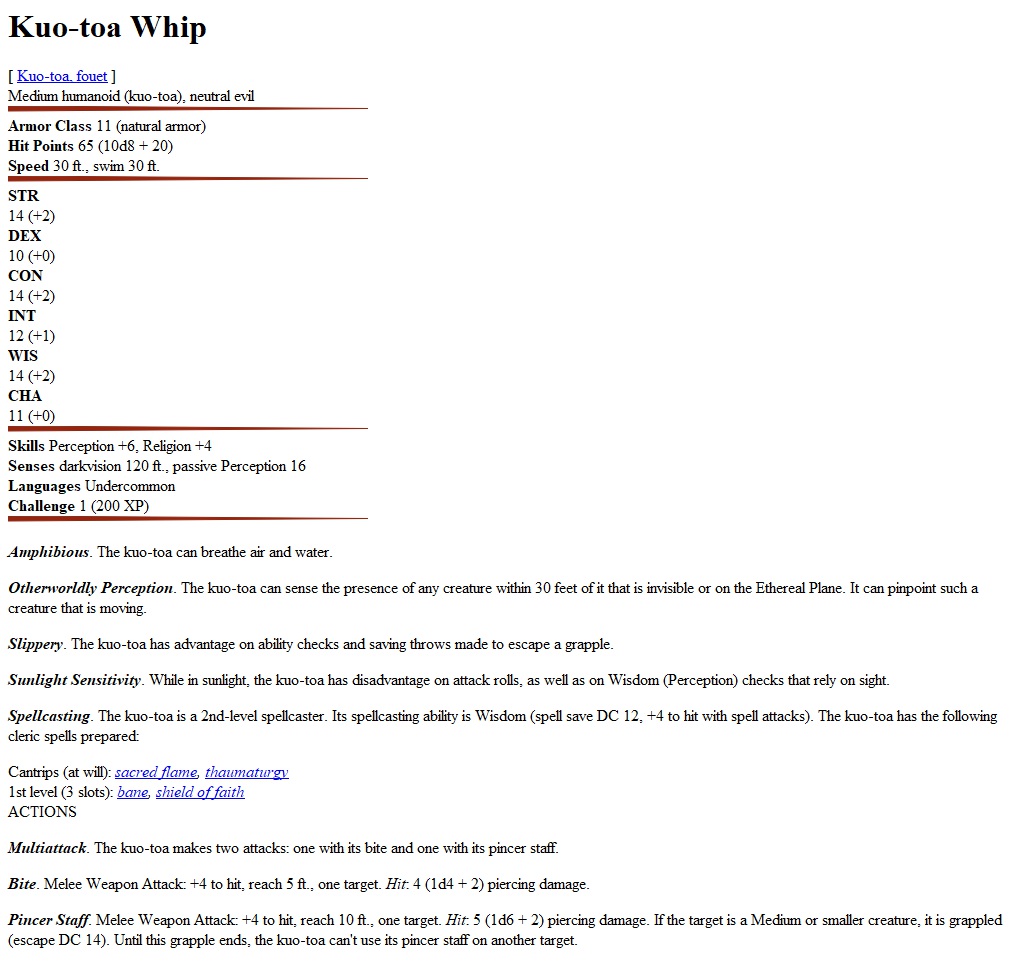 Kuo-toa Whip
[ Kuo-toa, fouet ]
Medium humanoid (kuo-toa), neutral evil
Armor Class 11 (natural armor)
Hit Points 65 (10d8 + 20)
Speed 30 ft., swim 30 ft.
STR
14 (+2)
DEX
10 (+0)
CON
14 (+2)
INT
12 (+1)
WIS
14 (+2)
CHA
11 (+0)
Skills Perception +6, Religion +4
Senses darkvision 120 ft., passive Perception 16
Languages Undercommon
Challenge 1 (200 XP)
Amphibious. The kuo-toa can breathe air and water.
Otherworldly Perception. The kuo-toa can sense the presence of any creature within 30 feet of it that is invisible or on the Ethereal Plane. It can pinpoint such a
creature that is moving.
Slippery. The kuo-toa has advantage on ability checks and saving throws made to escape a grapple.
Sunlight Sensitivity. While in sunlight, the kuo-toa has disadvantage on attack rolls, as well as on Wisdom (Perception) checks that rely on sight.
Spellcasting. The kuo-toa is a 2nd-level spellcaster. Its spellcasting ability is Wisdom (spell save DC 12, +4 to hit with spell attacks). The kuo-toa has the following
cleric spells prepared:
Cantrips (at will): sacred flame, thaumaturgy
1st level (3 slots): bane, shield of faith
ACTIONS
Multiattack. The kuo-toa makes two attacks: one with its bite and one with its pincer staff.
Bite. Melee Weapon Attack: +4 to hit, reach 5 ft., one target. Hit: 4 (1d4 + 2) piercing damage.
Pincer Staff. Melee Weapon Attack: +4 to hit, reach 10 ft., one target. Hit: 5 (1d6 + 2) piercing damage. If the target is a Medium or smaller creature, it is grappled
(escape DC 14). Until this grapple ends, the kuo-toa can't use its pincer staff on another target.